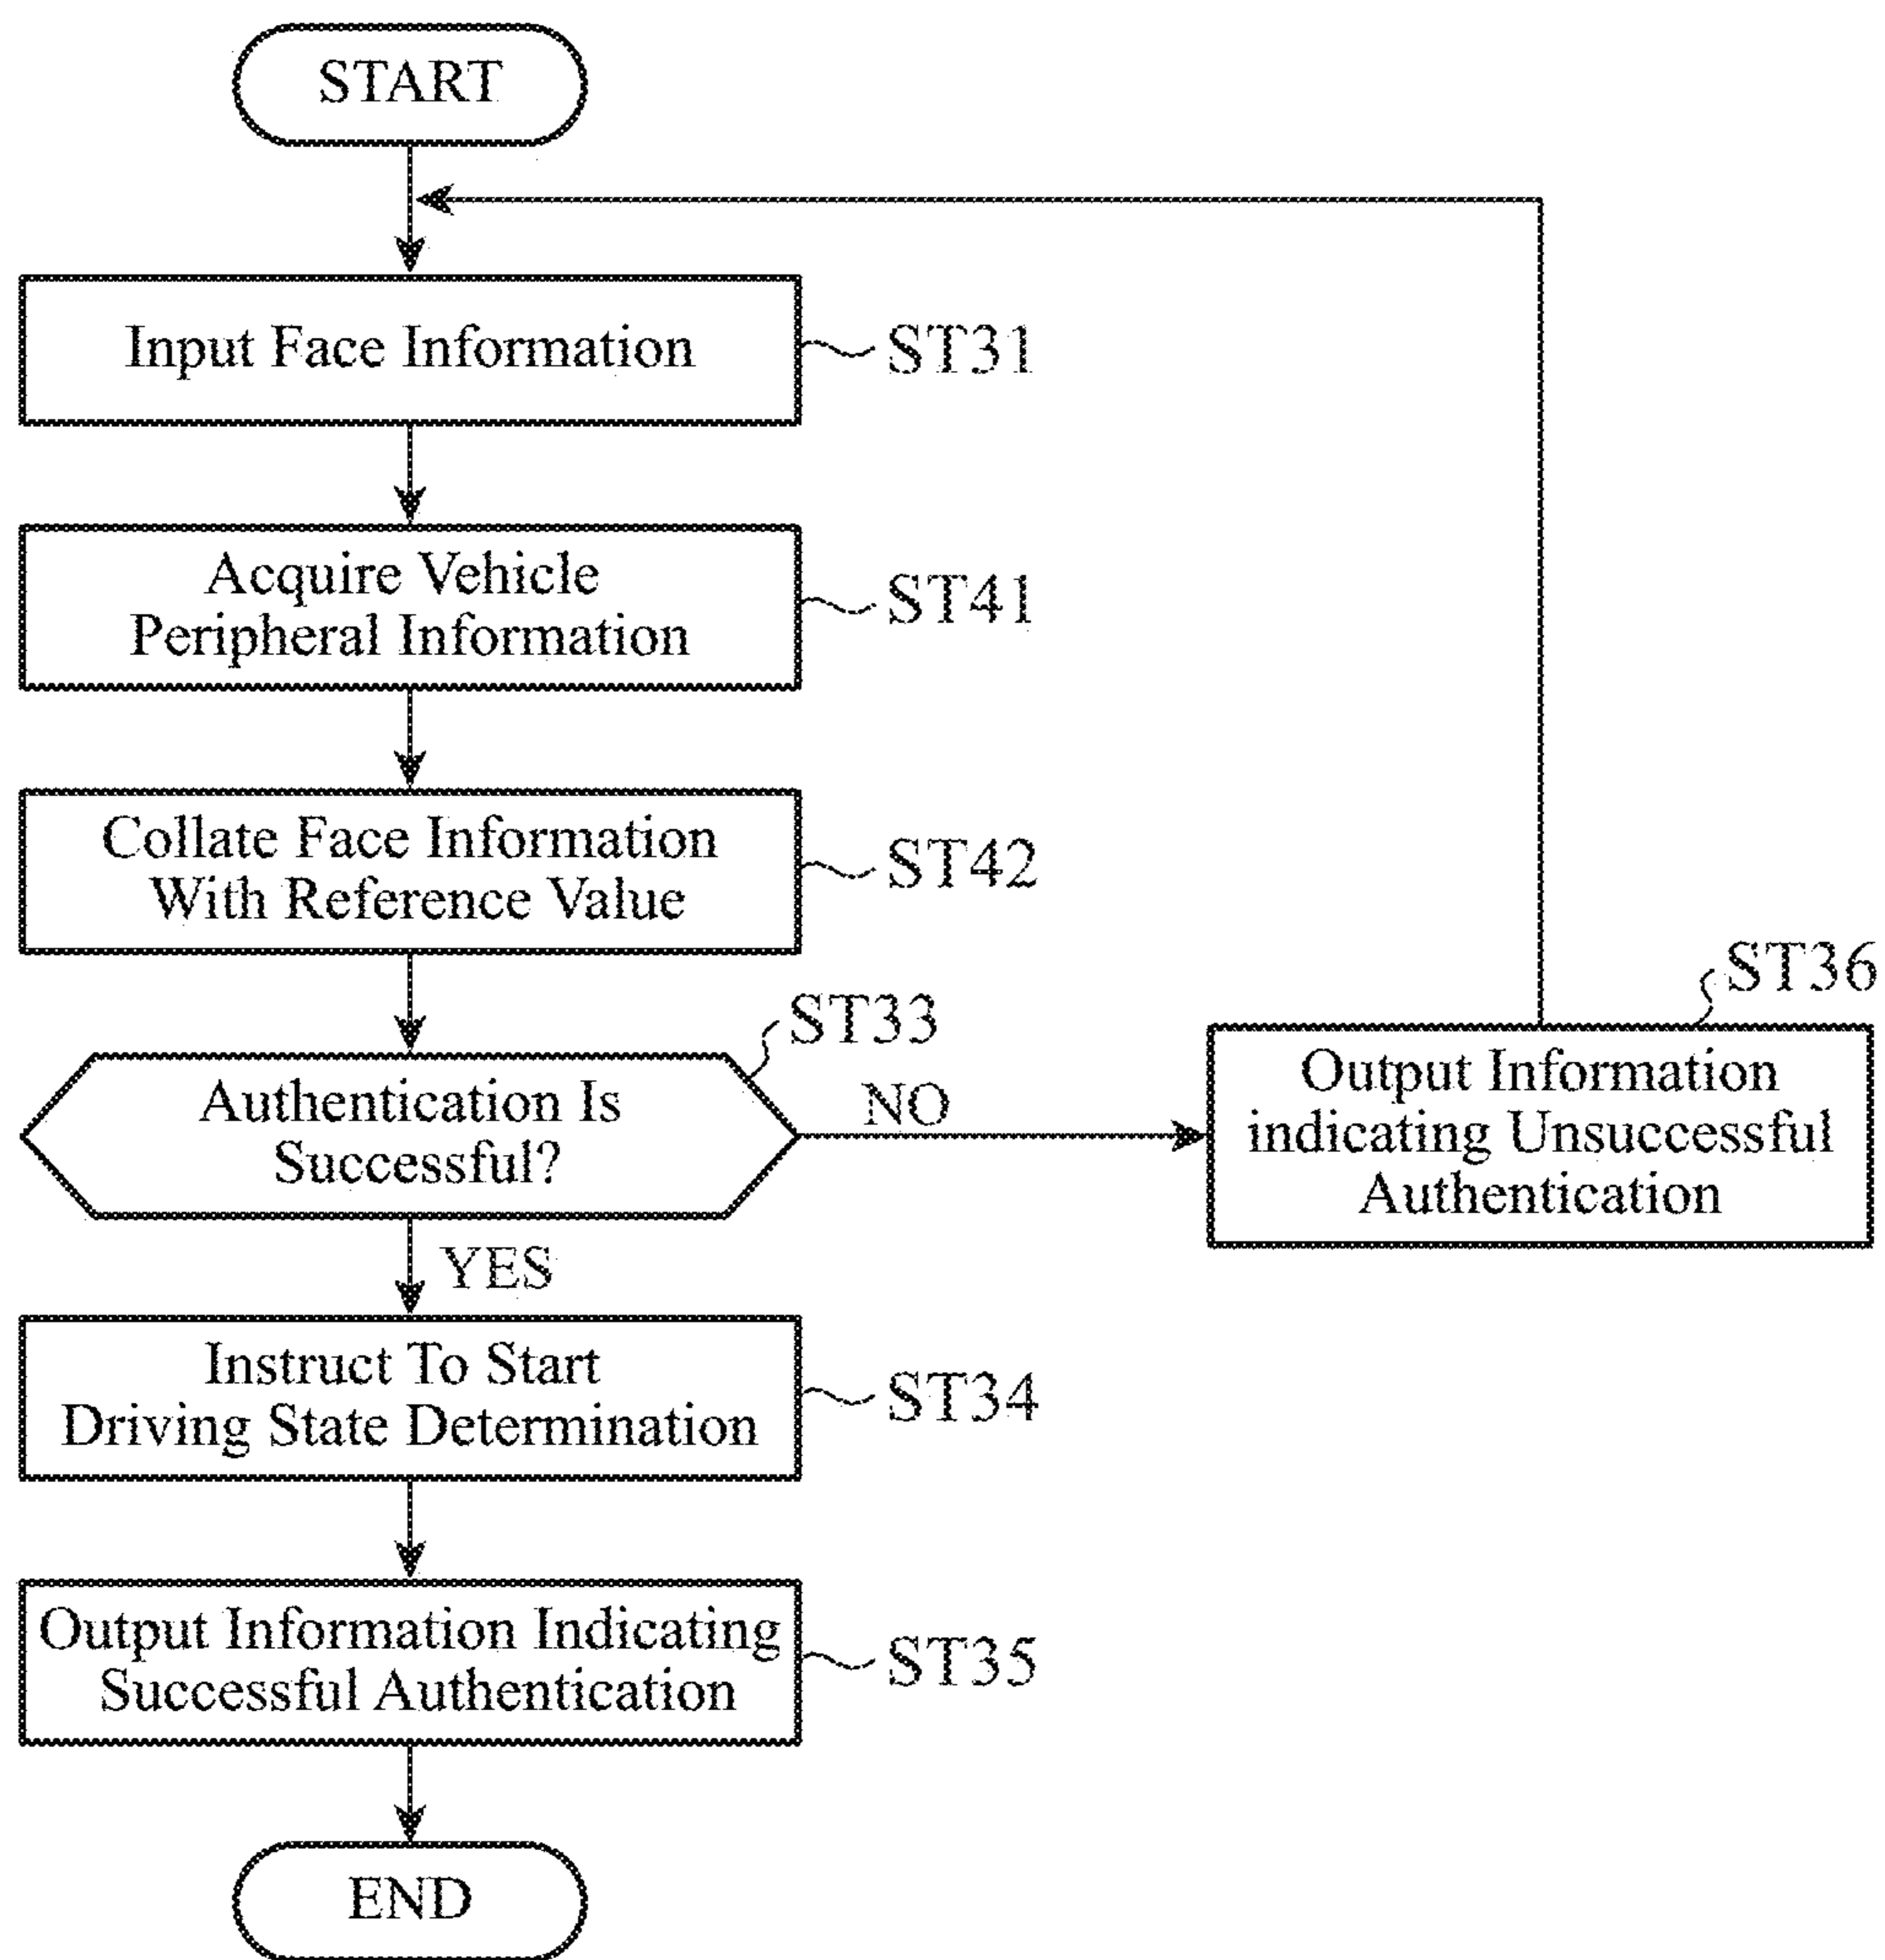 START
Input Face Information
ST31
Acquire Vehicle
Peripheral Information
ST41
Collate Face Information
With Reference Value
ST42
ST33
Authentication Is
Successful?
NO
ST36
Output Information
indicating Unsuccessful
Authentication
YES
Instruct To Start
Driving State Determination
ST34
Output Information Indicating
Successful Authentication
ST35
END